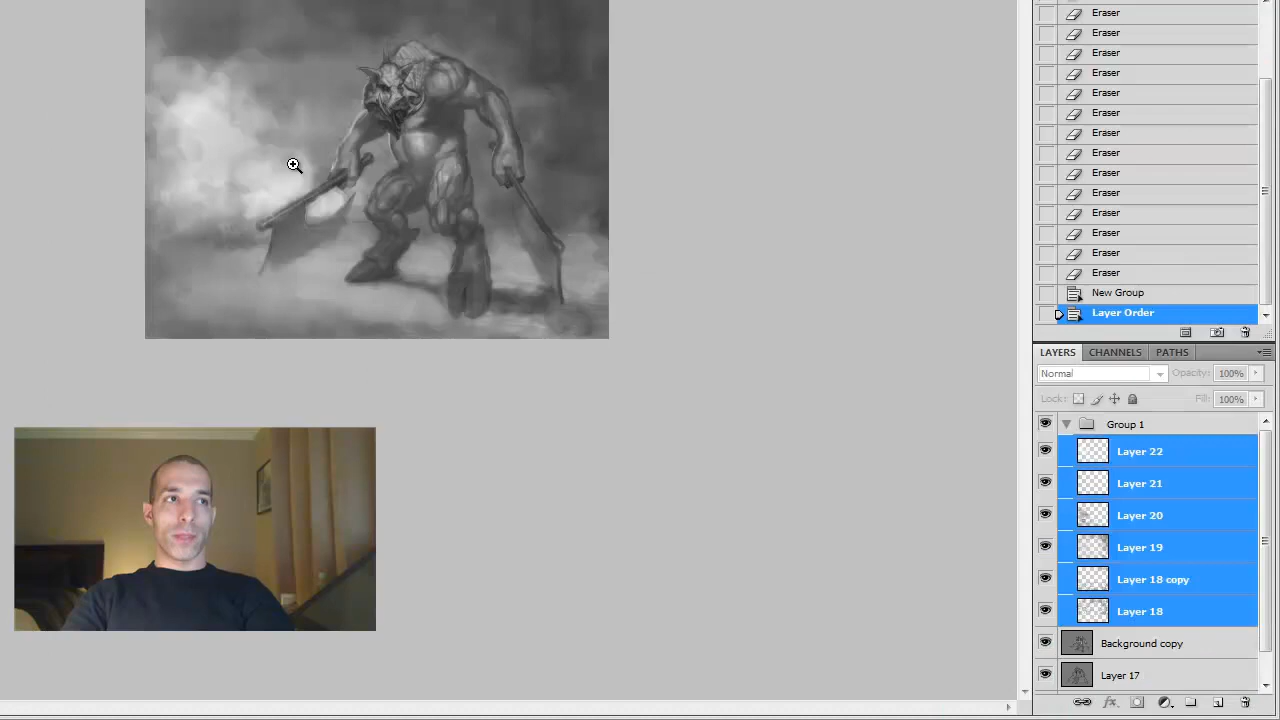 Eraser
Eraser
Eraser
Eraser
Eraser
Eraser
Eraser
Eraser
Eraser
Eraser
Eraser
Eraser
Eraser
Eraser
New Group
Layer Order
LAYERS CHANNELS PATHS
Normal Opacity: 100%
Lock: Fill: 100%
Group 1
Layer 22
Layer 21
Layer 20
Layer 19
Layer 18 copy
Layer 18
Background copy
Layer 17
fx